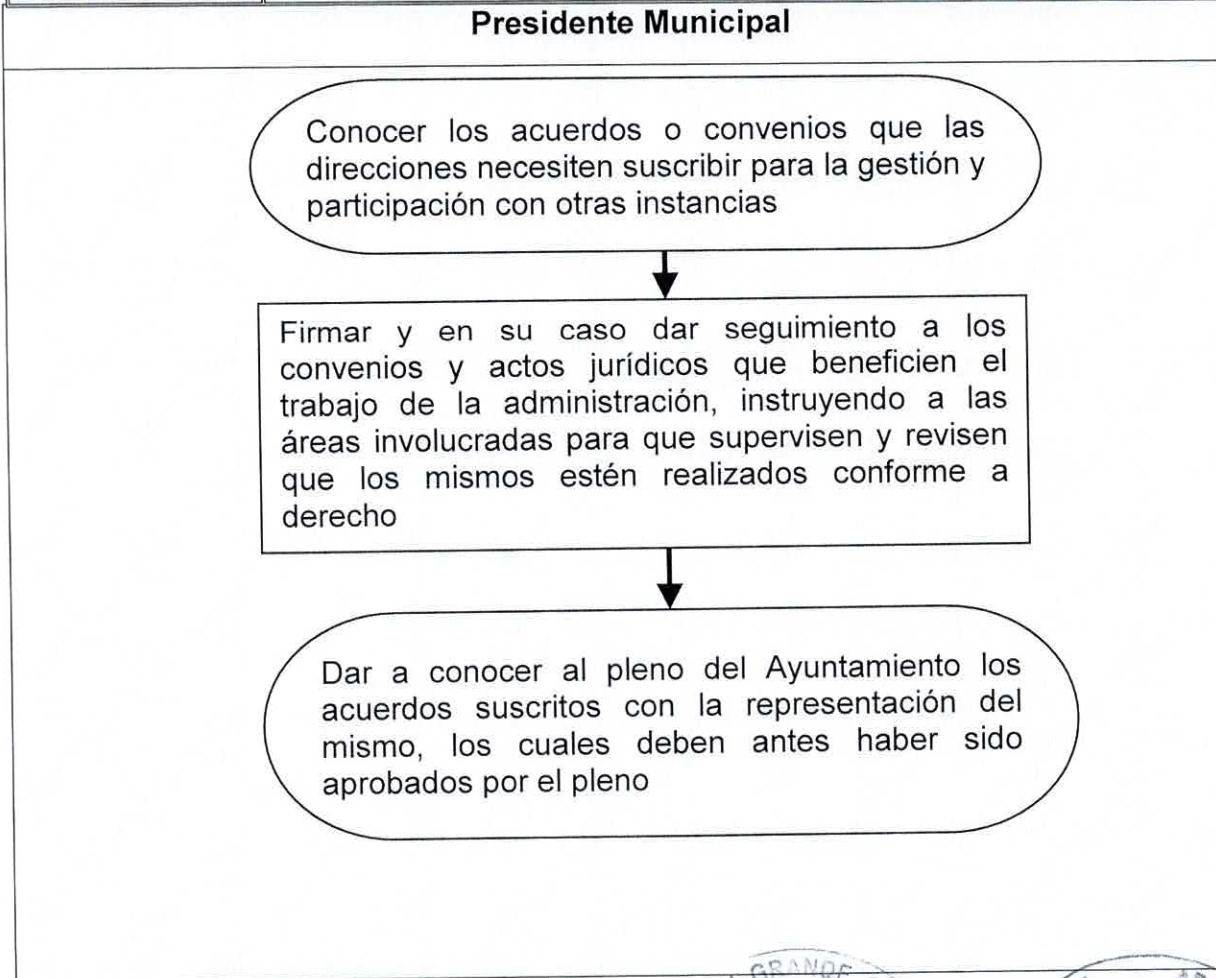 Presidente Municipal
Conocer los acuerdos o convenios que las
direcciones necesiten suscribir para la gestión y
participación con otras instancias
Firmar y en su caso dar seguimiento a los
convenios y actos jurídicos que beneficien el
trabajo de la administración, instruyendo a las
áreas involucradas para que supervisen y revisen
que los mismos estén realizados conforme a
derecho
Dar a conocer al pleno del Ayuntamiento los
acuerdos suscritos con la representación del
mismo, los cuales deben antes haber sido
aprobados por el pleno
GRANDE